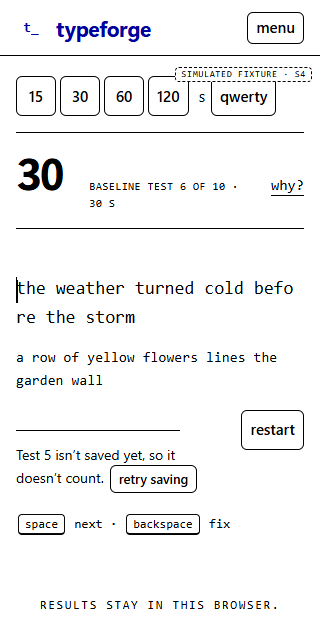 t_ typeforge menu
SIMULATED FIXTURE · S4
15 30 60 120 s qwerty
30 BASELINE TEST 6 OF 10 · why?
30 S
the weather turned cold befo
re the storm
a row of yellow flowers lines the
garden wall
restart
Test 5 isn't saved yet, so it
doesn't count. retry saving
space next · backspace fix
RESULTS STAY IN THIS BROWSER.